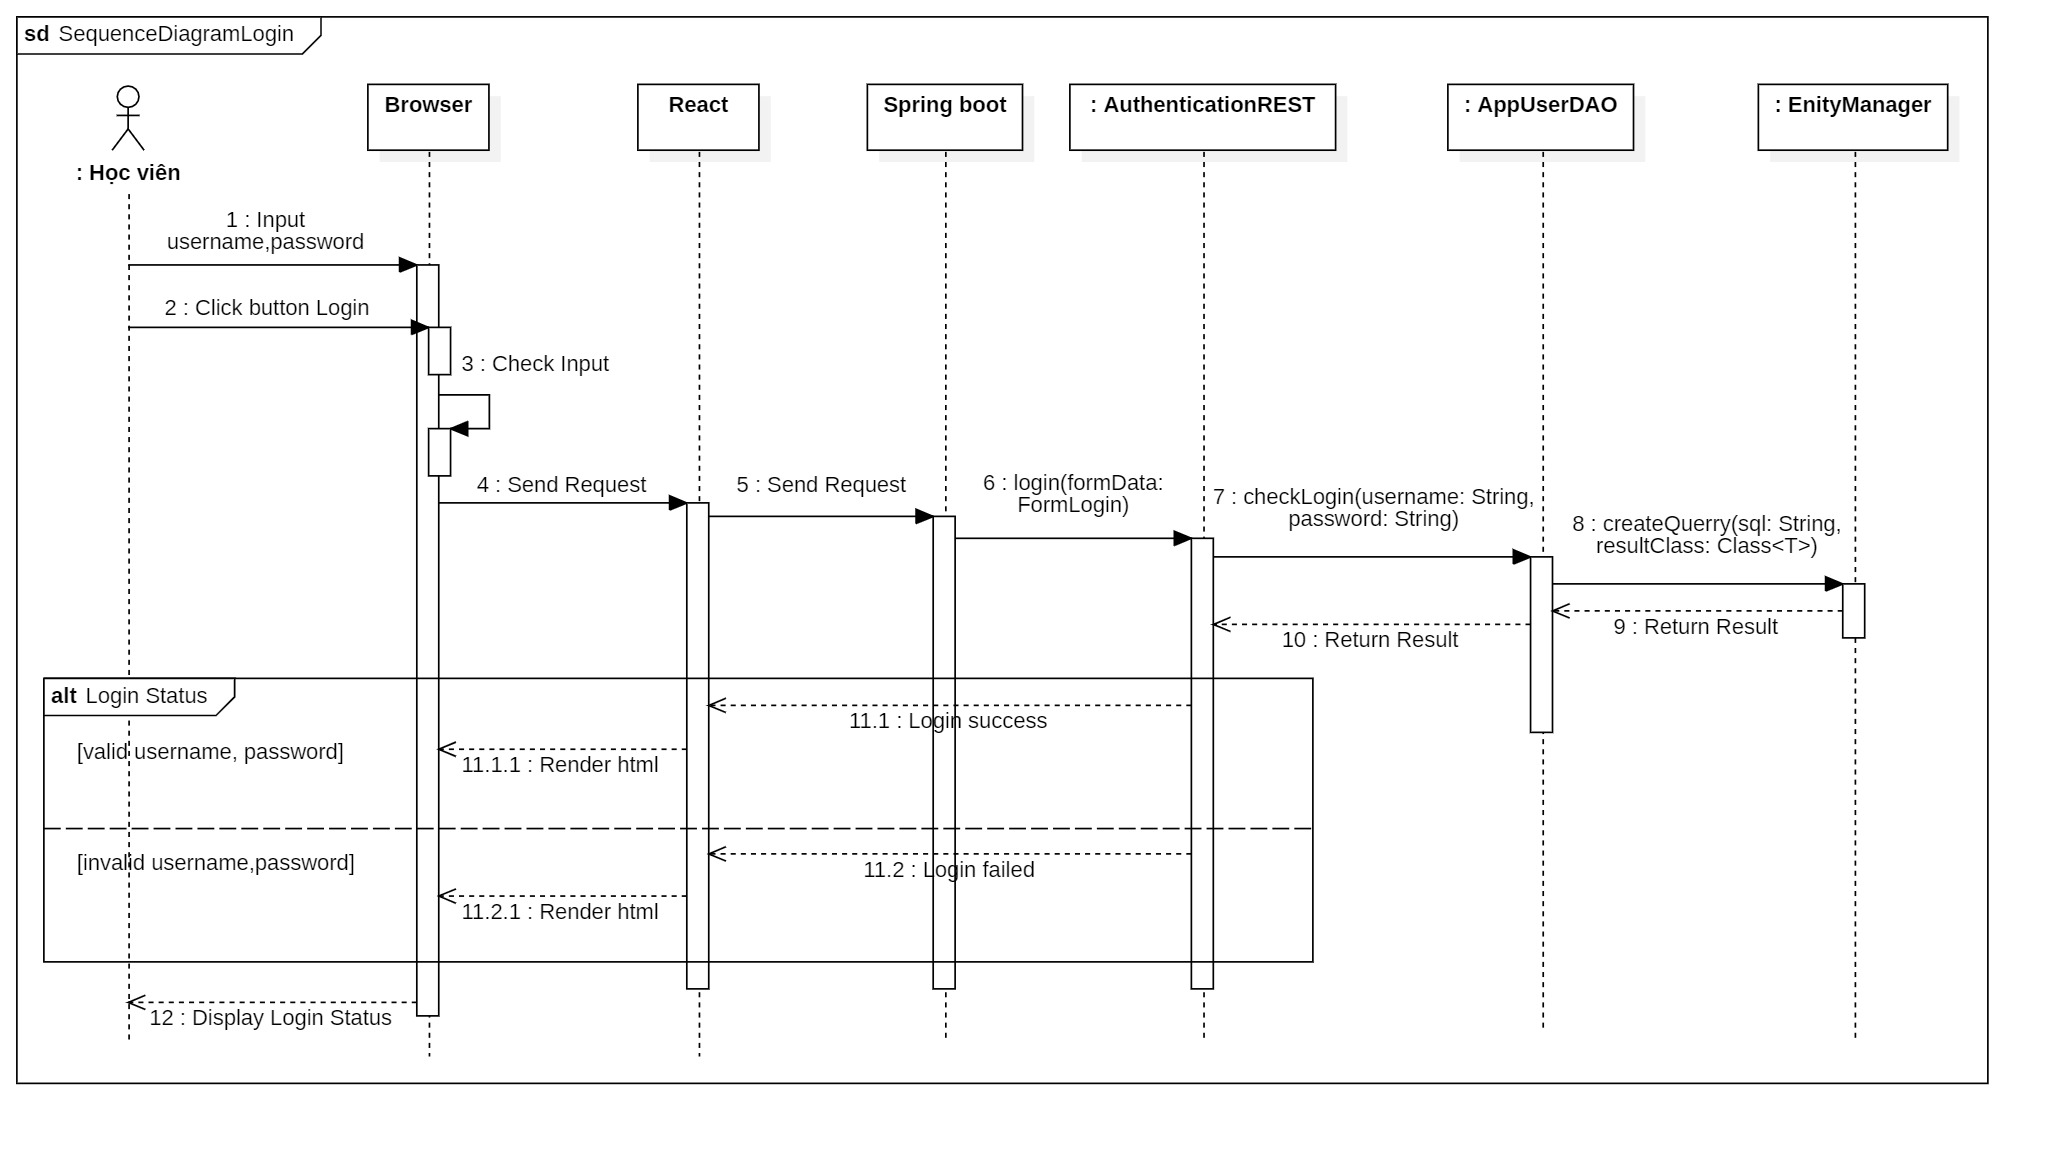 sd SequenceDiagramLogin
Browser
React
Spring boot
: AuthenticationREST
: AppUserDAO
: EnityManager
: Học viên
1 : Input
username,password
2 : Click button Login
3 : Check Input
4 : Send Request
5 : Send Request
6 : login(formData:
FormLogin)
7 : checkLogin(username: String,
password: String)
8 : createQuerry(sql: String,
resultClass: Class<T>)
9 : Return Result
10 : Return Result
alt Login Status
11.1 : Login success
[valid username, password]
11.1.1 : Render html
[invalid username,password]
11.2 : Login failed
11.2.1 : Render html
12 : Display Login Status